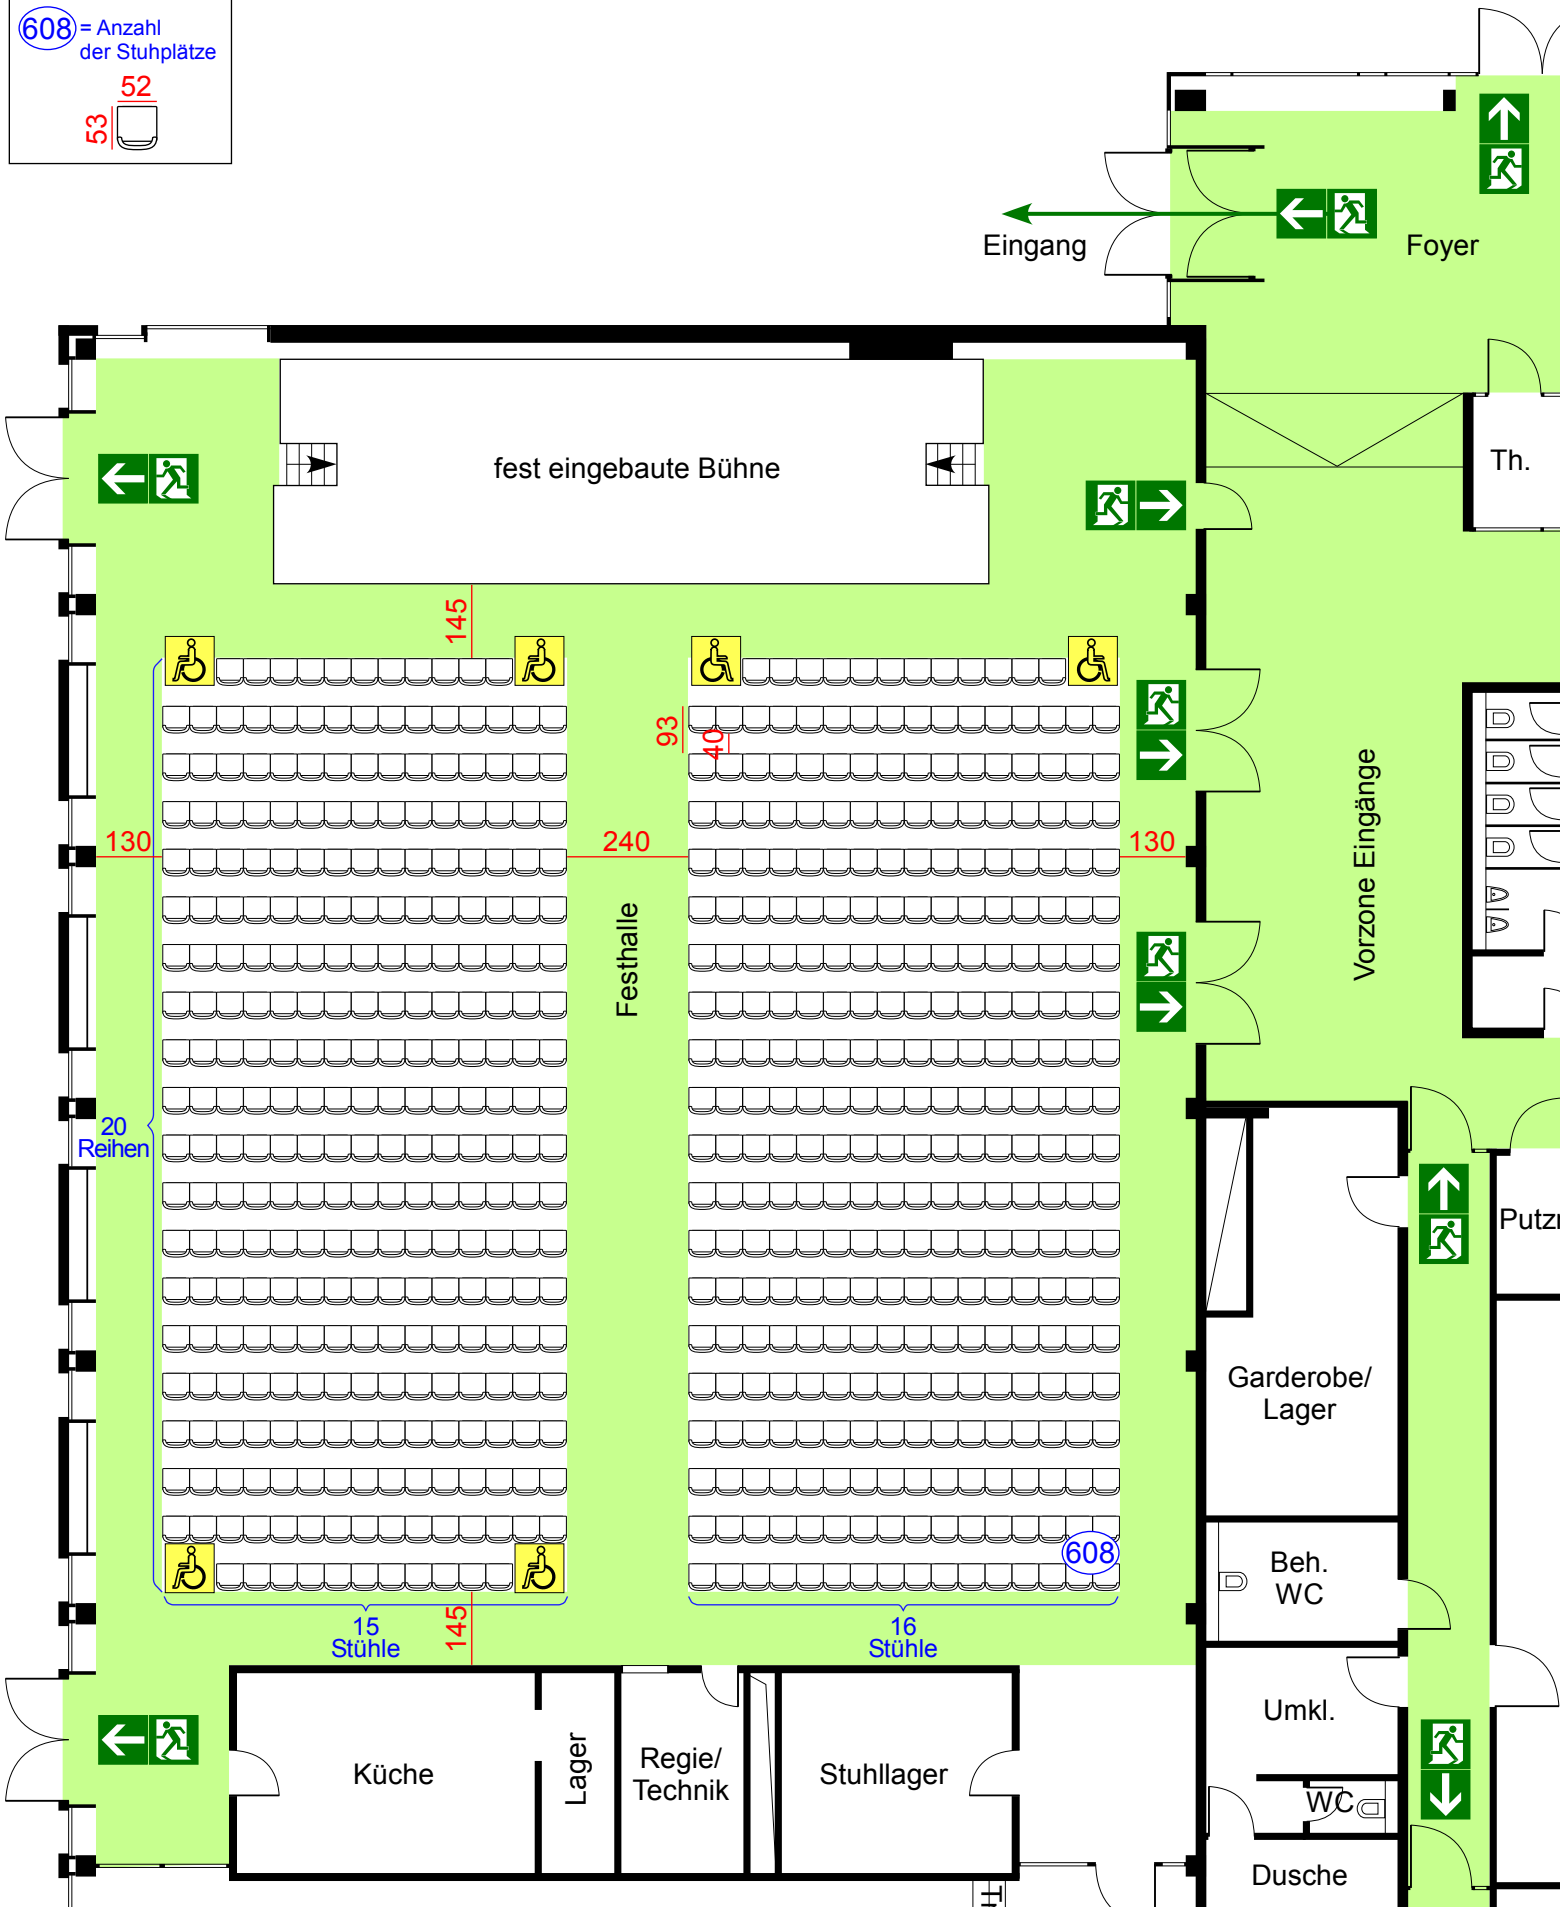 608 = Anzahl
der Stuhplätze
52
53
Eingang
Foyer
fest eingebaute Bühne
Th.
145
93
40
130
240
130
Vorzone Eingänge
Festhalle
20
Reihen
Putzr
Garderobe/
Lager
608
Beh.
WC
15
Stühle
145
16
Stühle
Umkl.
Küche
Lager
Regie/
Technik
Stuhllager
WC
Dusche